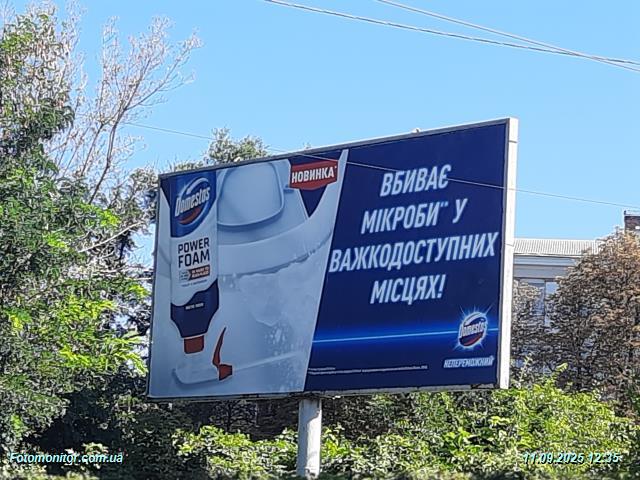 НОВИНКА*
Domestos
POWER
FOAM
ВБИВАЄ
МІКРОБИ** У
ВАЖКОДОСТУПНИХ
МІСЦЯХ!
Domestos
НЕПЕРЕМОЖНИЙ
Fotomonitor.com.ua
11.09.2025 12:35